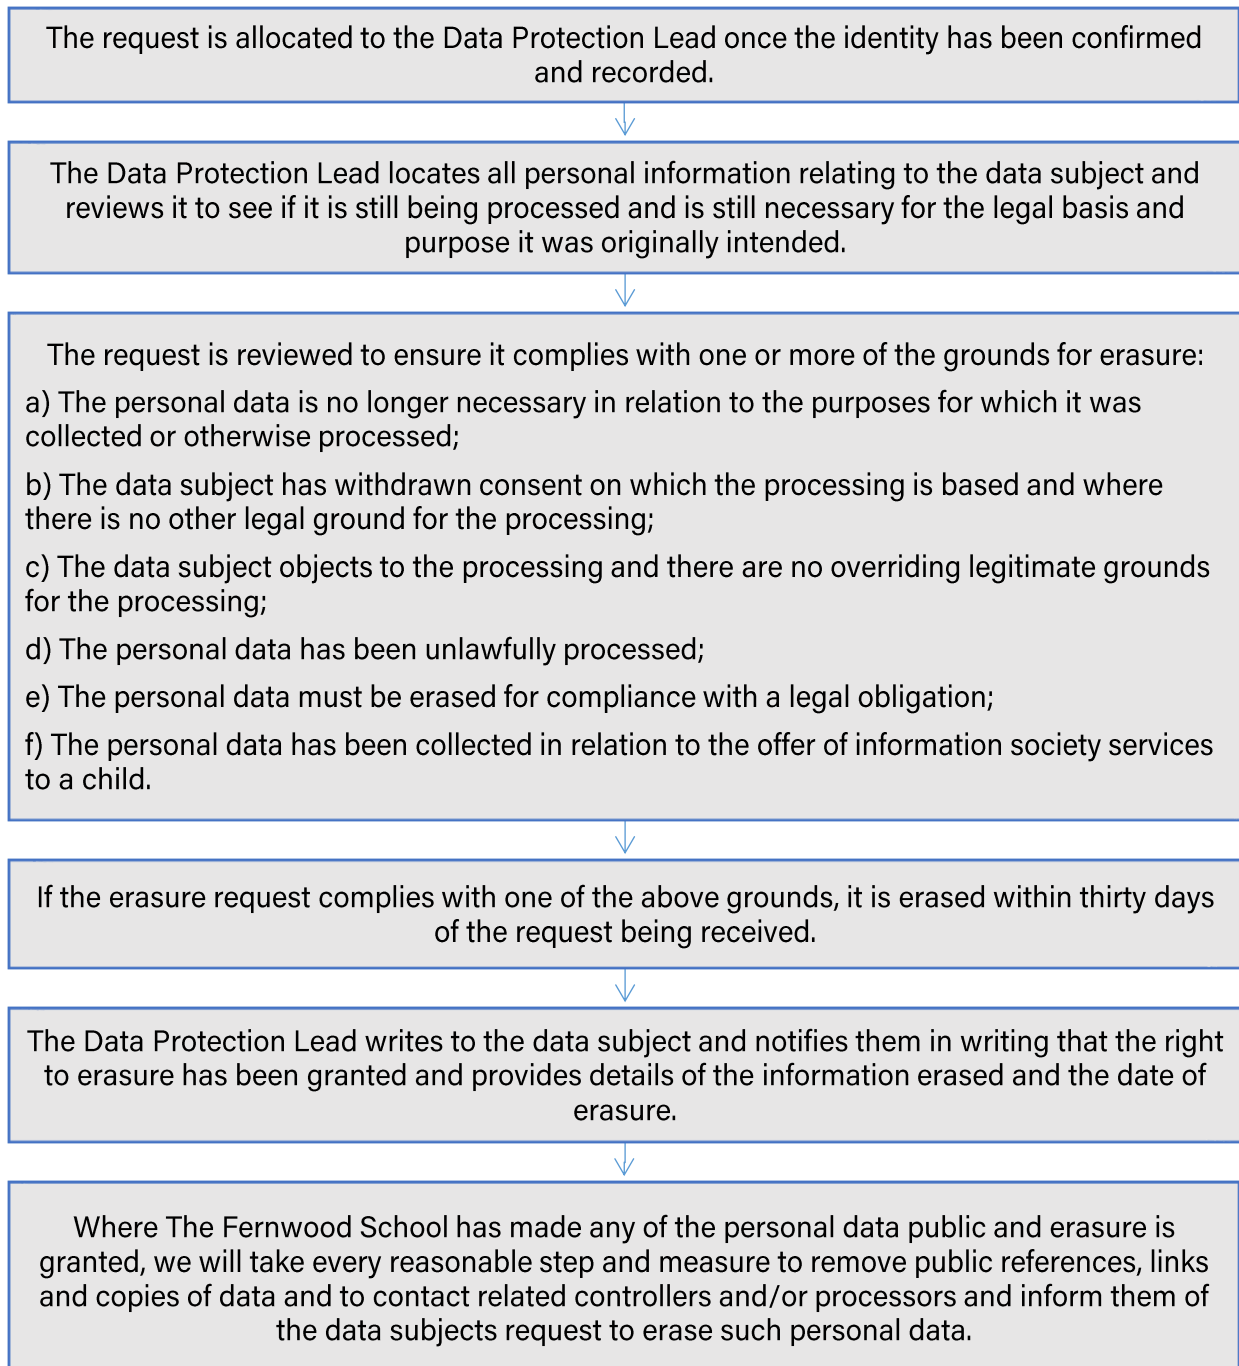 The request is allocated to the Data Protection Lead once the identity has been confirmed
and recorded.
The Data Protection Lead locates all personal information relating to the data subject and
reviews it to see if it is still being processed and is still necessary for the legal basis and
purpose it was originally intended.
The request is reviewed to ensure it complies with one or more of the grounds for erasure:
a) The personal data is no longer necessary in relation to the purposes for which it was
collected or otherwise processed;
b) The data subject has withdrawn consent on which the processing is based and where
there is no other legal ground for the processing;
c) The data subject objects to the processing and there are no overriding legitimate grounds
for the processing;
d) The personal data has been unlawfully processed;
e) The personal data must be erased for compliance with a legal obligation;
f) The personal data has been collected in relation to the offer of information society services
to a child.
If the erasure request complies with one of the above grounds, it is erased within thirty days
of the request being received.
The Data Protection Lead writes to the data subject and notifies them in writing that the right
to erasure has been granted and provides details of the information erased and the date of
erasure.
Where The Fernwood School has made any of the personal data public and erasure is
granted, we will take every reasonable step and measure to remove public references, links
and copies of data and to contact related controllers and/or processors and inform them of
the data subjects request to erase such personal data.